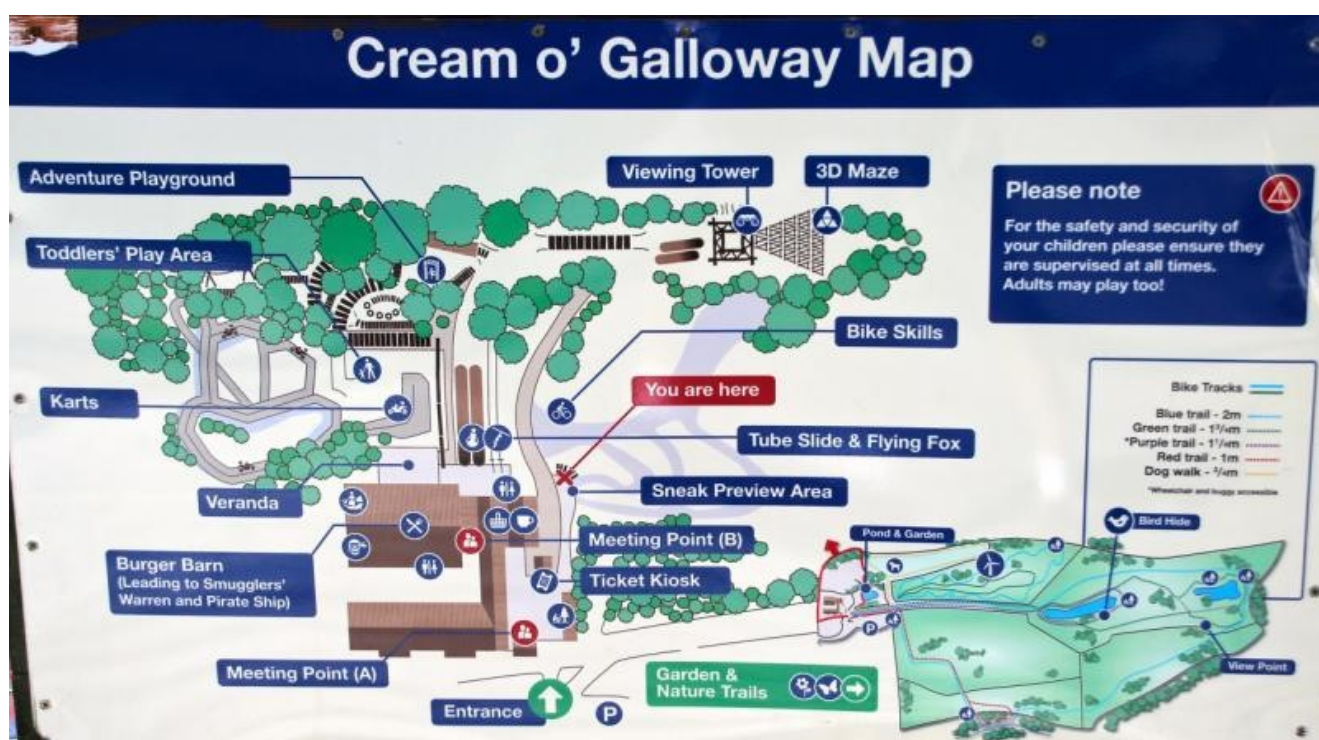 Cream o' Galloway Map
Adventure Playground
Viewing Tower
3D Maze
Please note
For the safety and security of
your children please ensure they
are supervised at all times.
Adults may play too!
Toddlers' Play Area
Bike Skills
You are here
Karts
Tube Slide & Flying Fox
Veranda
Sneak Preview Area
Meeting Point (B)
Burger Barn
(Leading to Smugglers'
Warren and Pirate Ship)
Ticket Kiosk
Meeting Point (A)
Entrance
P
Garden &
Nature Trails
Bike Tracks
Blue trail - 2m
Green trail - 1³/₄m
*Purple trail - 1¹/₄m
Red trail - 1m
Dog walk - ³/₄m
*Wheelchair and buggy accessible
Bird Hide
Pond & Garden
P
View Point